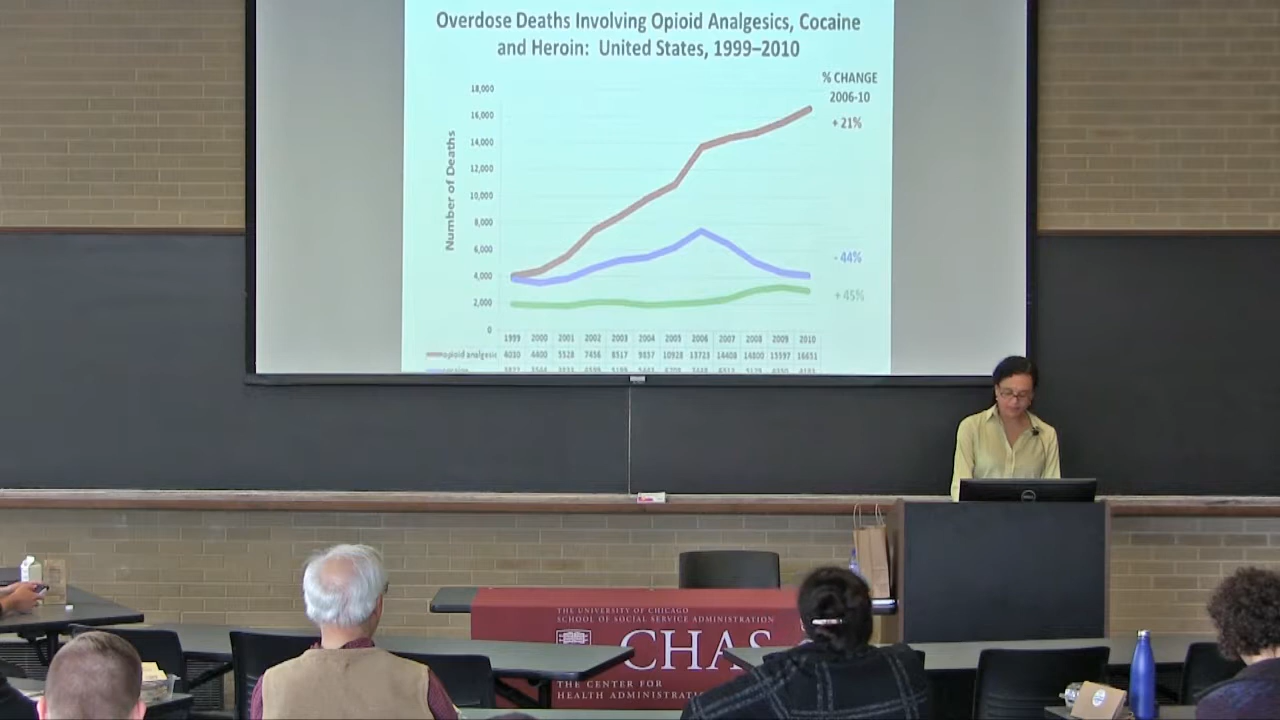 Overdose Deaths Involving Opioid Analgesics, Cocaine
and Heroin: United States, 1999–2010
% CHANGE
2006-10
+ 21%
- 44%
+ 45%
Number of Deaths
18,000
16,000
14,000
12,000
10,000
8,000
6,000
4,000
2,000
0
1999 2000 2001 2002 2003 2004 2005 2006 2007 2008 2009 2010
opioid analgesic 4030 4400 5528 7456 8517 9857 10928 13723 14408 14800 15597 16651
DELL
THE UNIVERSITY OF CHICAGO
SCHOOL OF SOCIAL SERVICE ADMINISTRATION
CHAS
THE CENTER FOR
HEALTH